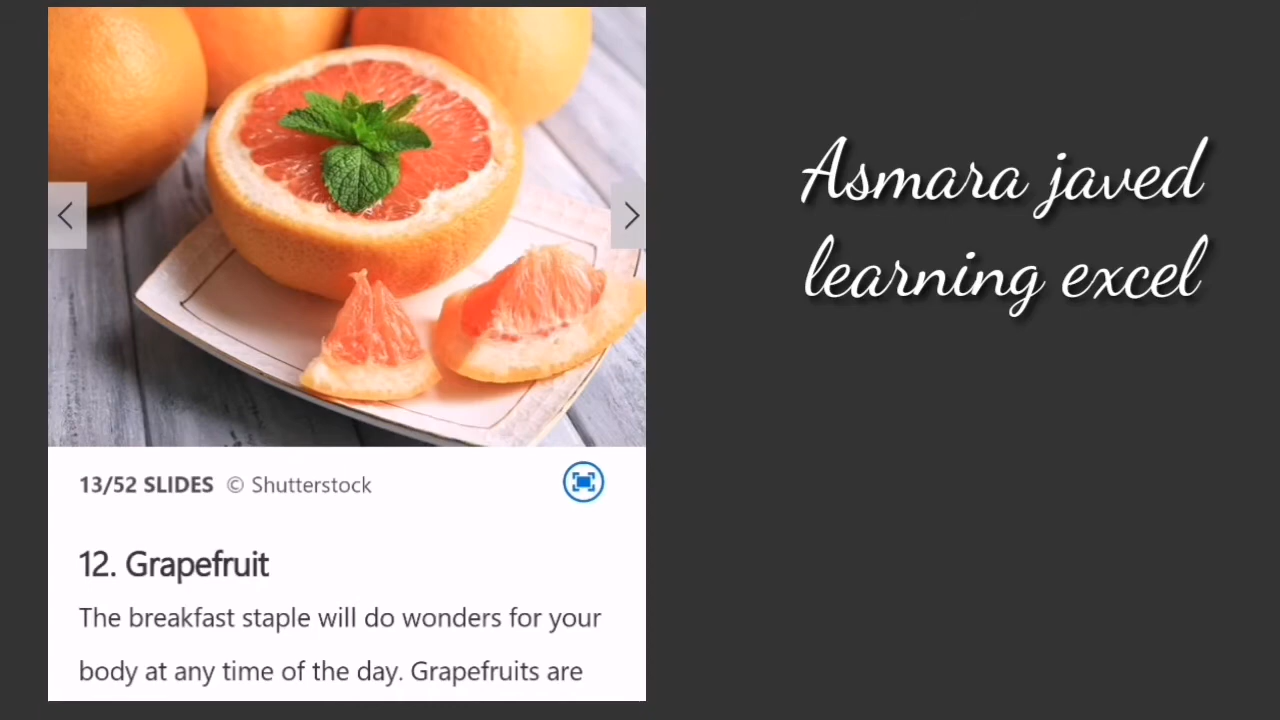 Asmara javed
learning excel
13/52 SLIDES © Shutterstock
12. Grapefruit
The breakfast staple will do wonders for your
body at any time of the day. Grapefruits are